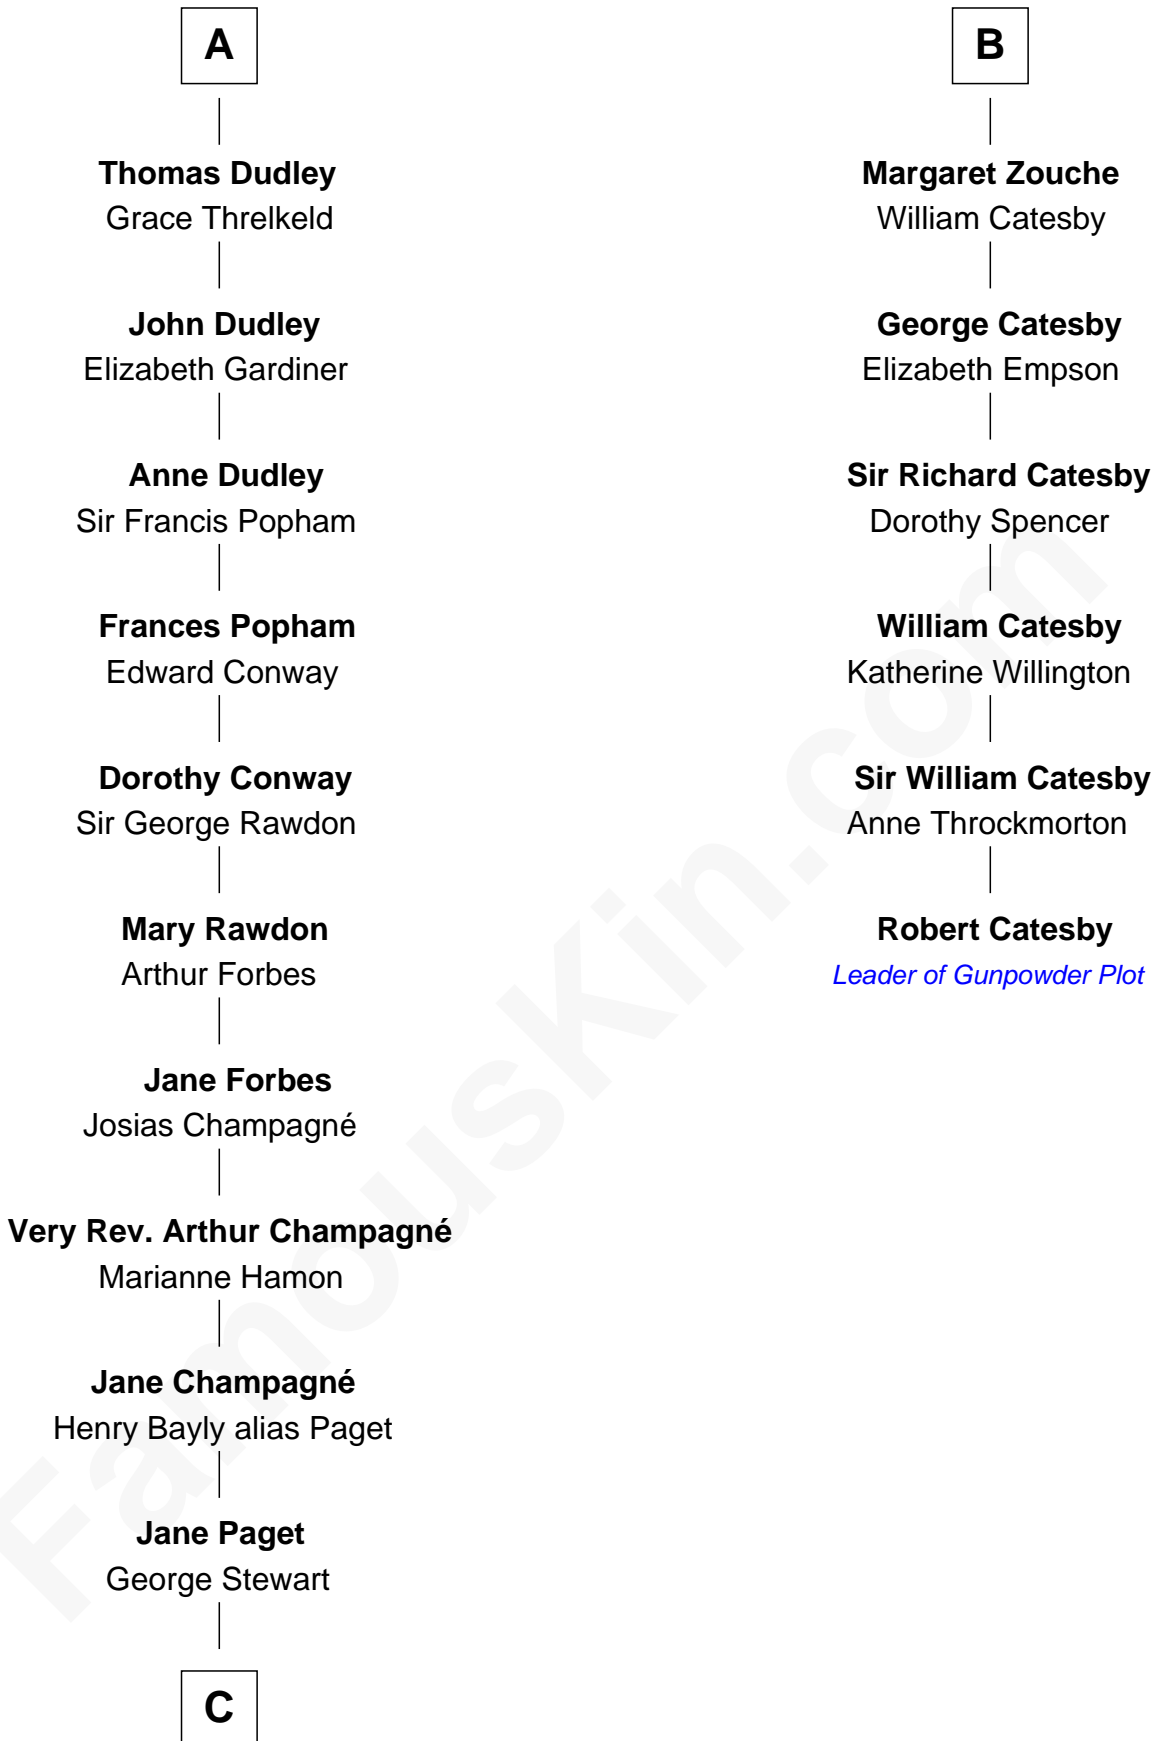 A
Thomas Dudley
Grace Threlkeld
John Dudley
Elizabeth Gardiner
Anne Dudley
Sir Francis Popham
Frances Popham
Edward Conway
Dorothy Conway
Sir George Rawdon
Mary Rawdon
Arthur Forbes
Jane Forbes
Josias Champagné
Very Rev. Arthur Champagné
Marianne Hamon
Jane Champagné
Henry Bayly alias Paget
Jane Paget
George Stewart
C
B
Margaret Zouche
William Catesby
George Catesby
Elizabeth Empson
Sir Richard Catesby
Dorothy Spencer
William Catesby
Katherine Willington
Sir William Catesby
Anne Throckmorton
Robert Catesby
Leader of Gunpowder Plot
FamousKin.com